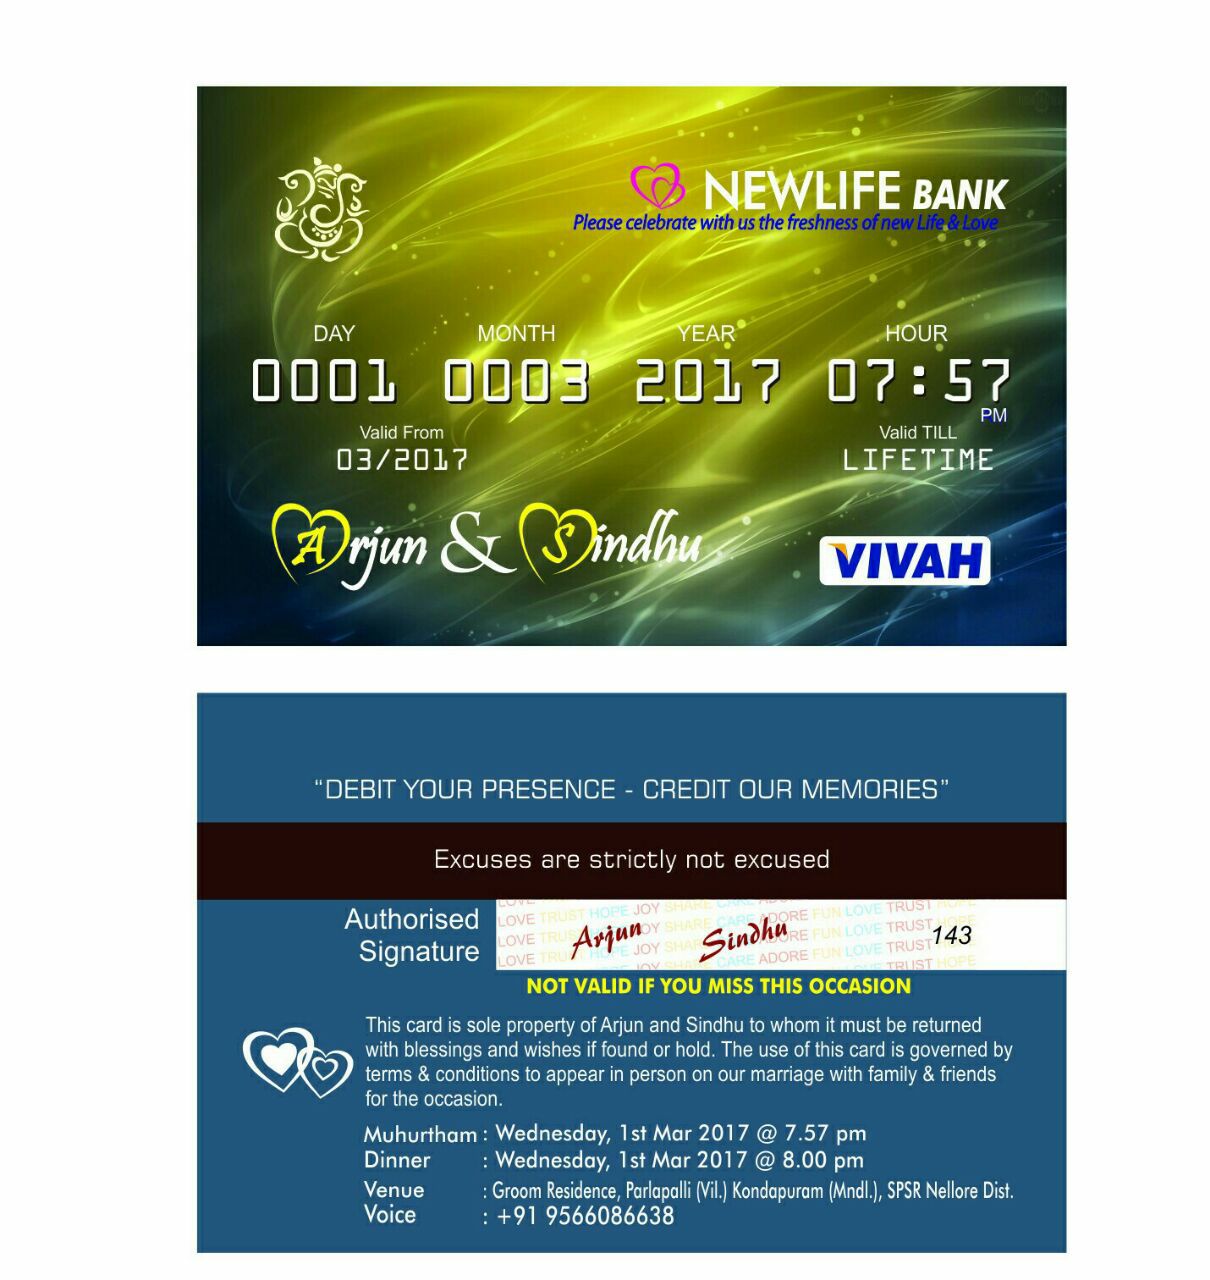 NEWLIFE BANK
Please celebrate with us the freshness of new Life & Love
DAY MONTH YEAR HOUR
0001 0003 2017 07:57
PM
Valid From Valid TILL
03/2017 LIFETIME
Arjun & Sindhu
VIVAH
“DEBIT YOUR PRESENCE - CREDIT OUR MEMORIES”
Excuses are strictly not excused
Authorised
Signature
LOVE TRUST HOPE JOY SHARE CARE ADORE FUN LOVE TRUST HOPE
Arjun Sindhu 143
NOT VALID IF YOU MISS THIS OCCASION
This card is sole property of Arjun and Sindhu to whom it must be returned
with blessings and wishes if found or hold. The use of this card is governed by
terms & conditions to appear in person on our marriage with family & friends
for the occasion.
Muhurtham : Wednesday, 1st Mar 2017 @ 7.57 pm
Dinner : Wednesday, 1st Mar 2017 @ 8.00 pm
Venue : Groom Residence, Parlapalli (Vil.) Kondapuram (Mndl.), SPSR Nellore Dist.
Voice : +91 9566086638